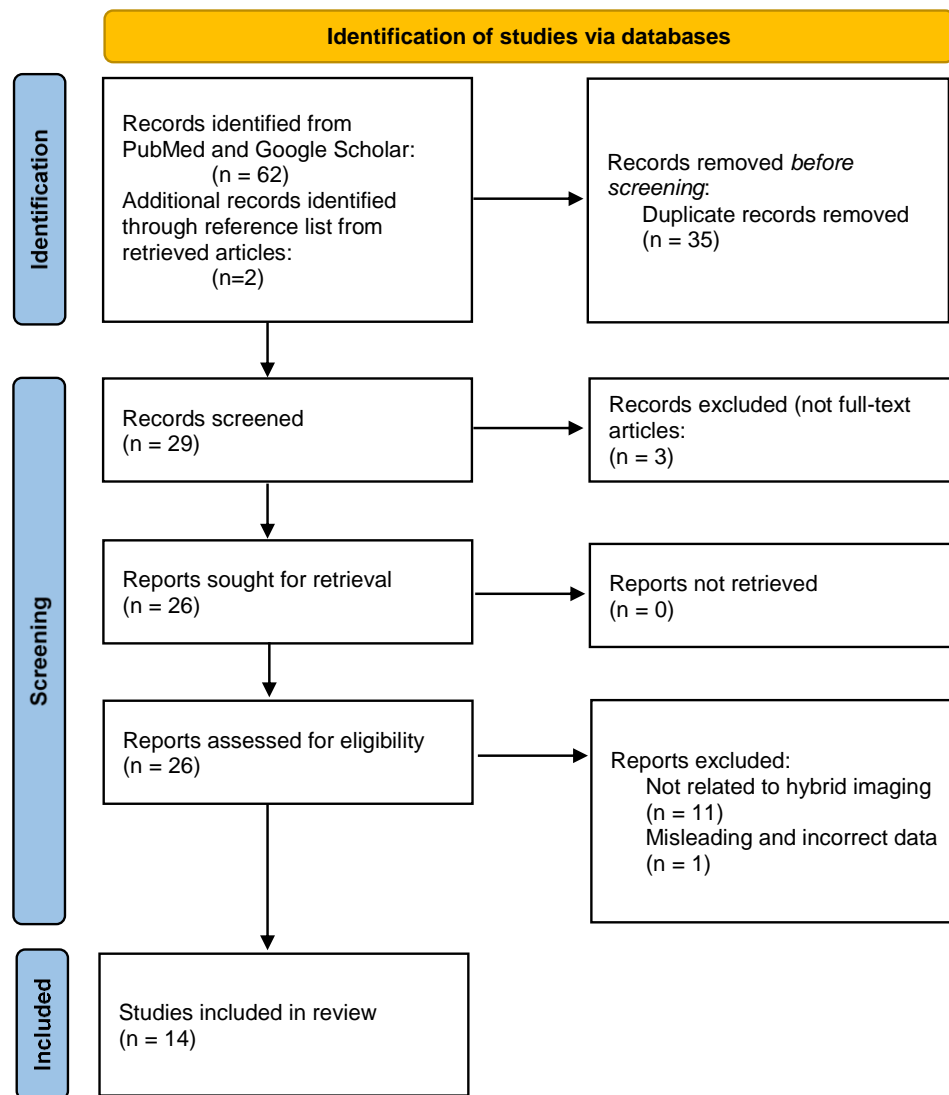 Identification of studies via databases
Identification
Records identified from
PubMed and Google Scholar:
(n = 62)
Additional records identified
through reference list from
retrieved articles:
(n=2)
Records removed before
screening:
Duplicate records removed
(n = 35)
Screening
Records screened
(n = 29)
Records excluded (not full-text
articles:
(n = 3)
Reports sought for retrieval
(n = 26)
Reports not retrieved
(n = 0)
Reports assessed for eligibility
(n = 26)
Reports excluded:
Not related to hybrid imaging
(n = 11)
Misleading and incorrect data
(n = 1)
Included
Studies included in review
(n = 14)